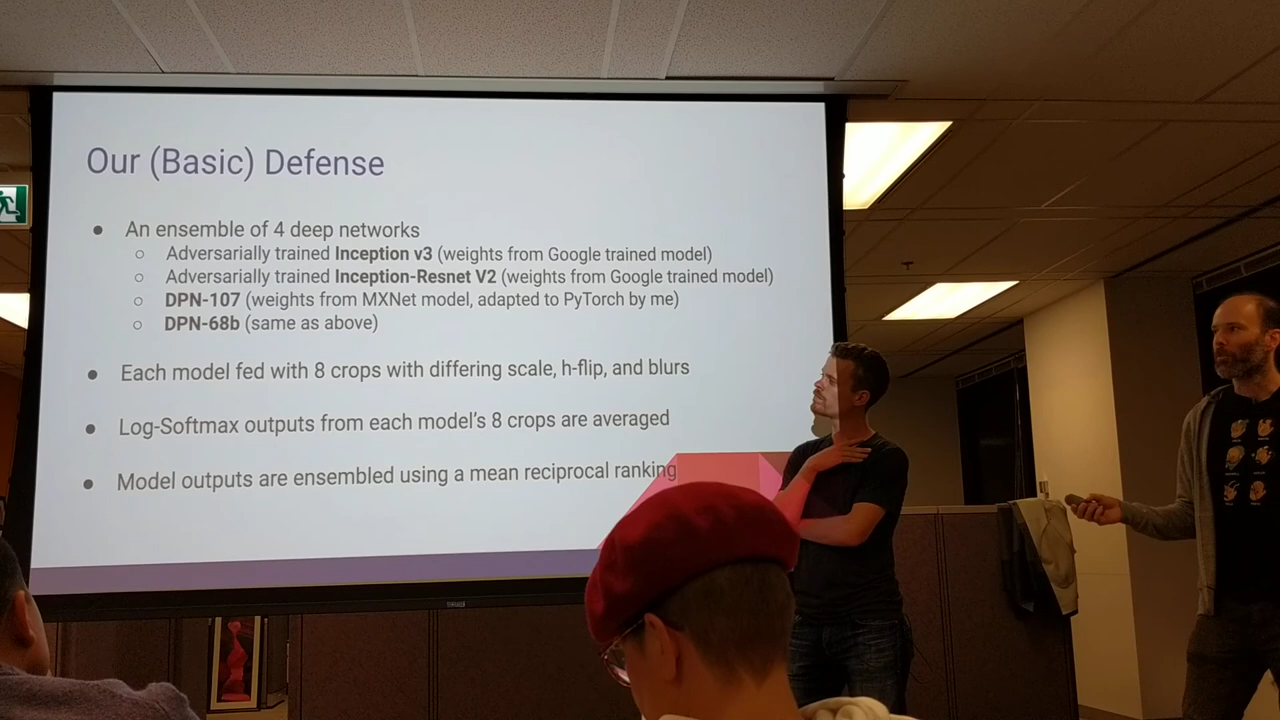 Our (Basic) Defense
● An ensemble of 4 deep networks
○ Adversarially trained Inception v3 (weights from Google trained model)
○ Adversarially trained Inception-Resnet V2 (weights from Google trained model)
○ DPN-107 (weights from MXNet model, adapted to PyTorch by me)
○ DPN-68b (same as above)
● Each model fed with 8 crops with differing scale, h-flip, and blurs
● Log-Softmax outputs from each model's 8 crops are averaged
● Model outputs are ensembled using a mean reciprocal ranking